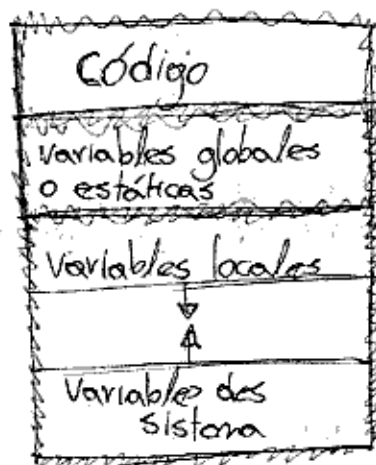 Código
Variables globales
o estáticas
Variables locales
Variables des
sistema